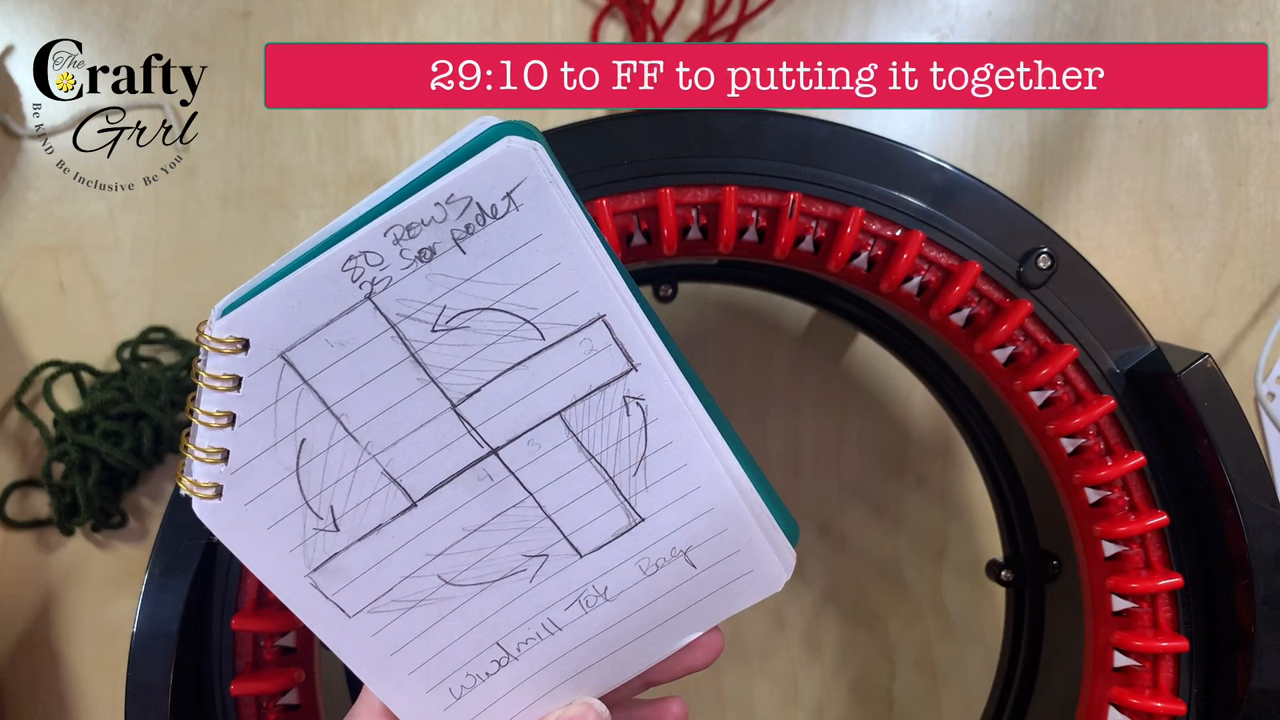 The
Crafty
Grrl
Be KIND Be Inclusive Be You
29:10 to FF to putting it together
80 Rows
25 for pocket
1
2
3
4
Windmill Tote Bag